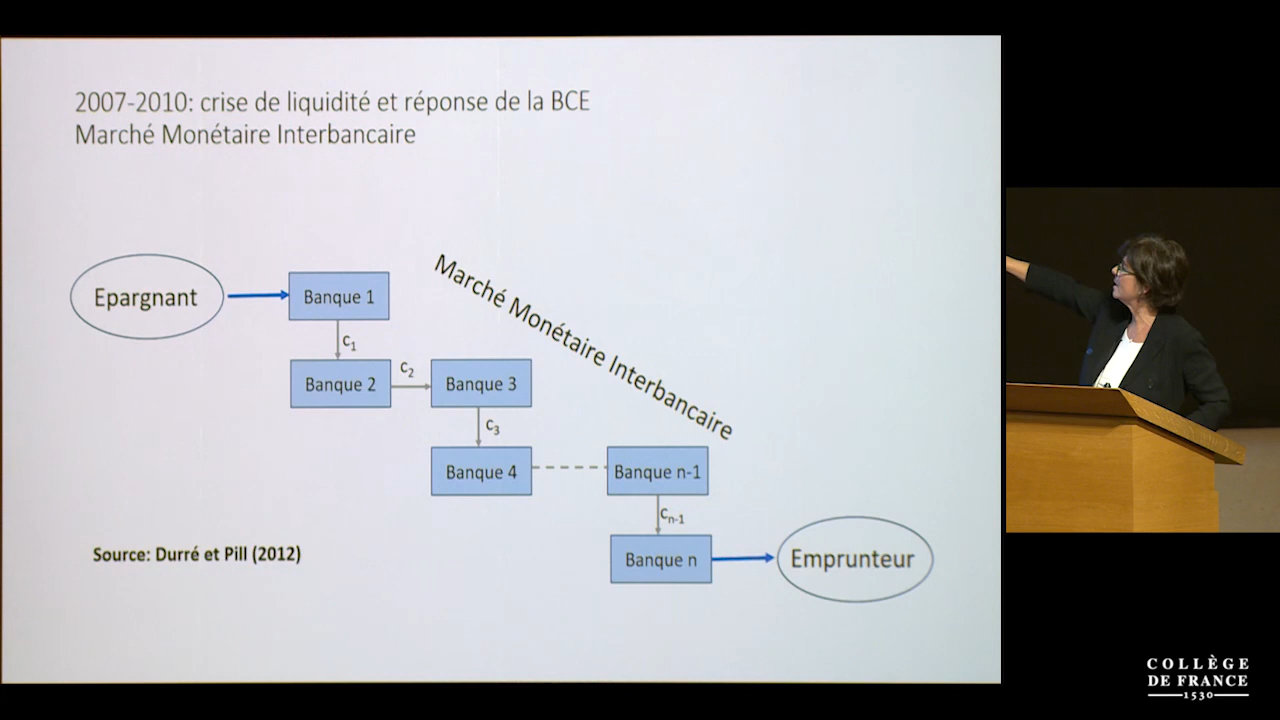 2007-2010: crise de liquidité et réponse de la BCE
Marché Monétaire Interbancaire
Epargnant
Banque 1
Marché Monétaire Interbancaire
c1
Banque 2
c2
Banque 3
c3
Banque 4
Banque n-1
cn-1
Source: Durré et Pill (2012)
Banque n
Emprunteur
COLLÈGE
DE FRANCE
1530